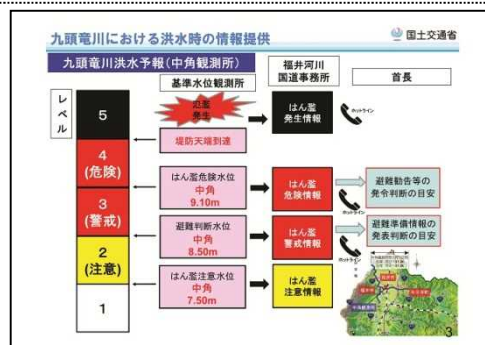 九頭竜川における洪水時の情報提供
国土交通省
九頭竜川洪水予報(中角観測所)
基準水位観測所
福井河川
国道事務所
首長
レベル
5
4
(危険)
3
(警戒)
2
(注意)
1
氾濫
発生
堤防天端到達
はん濫危険水位
中角
9.10m
避難判断水位
中角
8.50m
はん濫注意水位
中角
7.50m
はん濫
発生情報
ホットライン
はん濫
危険情報
ホットライン
はん濫
警戒情報
ホットライン
はん濫
注意情報
避難勧告等の
発令判断の目安
避難準備情報の
発表判断の目安
3